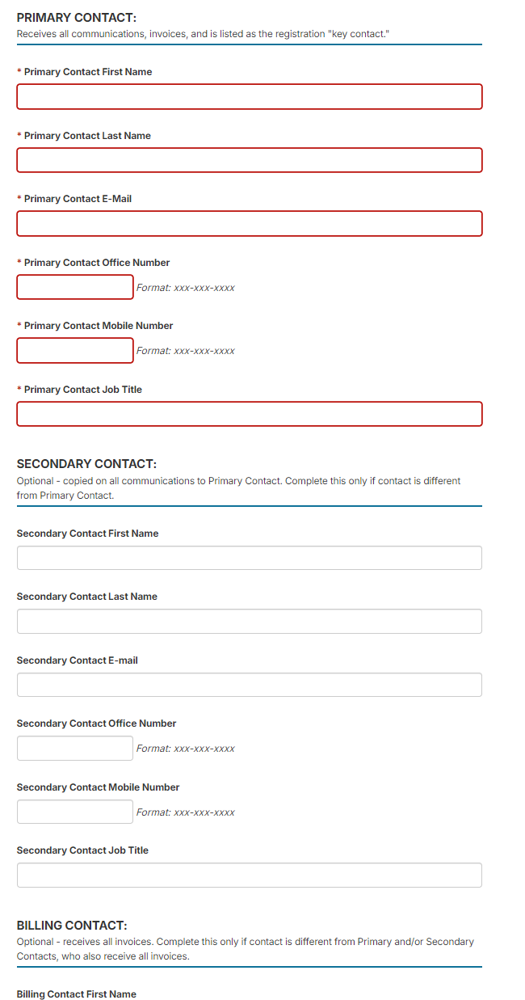 PRIMARY CONTACT:
Receives all communications, invoices, and is listed as the registration "key contact."
* Primary Contact First Name
* Primary Contact Last Name
* Primary Contact E-Mail
* Primary Contact Office Number
Format: xxx-xxx-xxxx
* Primary Contact Mobile Number
Format: xxx-xxx-xxxx
* Primary Contact Job Title
SECONDARY CONTACT:
Optional - copied on all communications to Primary Contact. Complete this only if contact is different
from Primary Contact.
Secondary Contact First Name
Secondary Contact Last Name
Secondary Contact E-mail
Secondary Contact Office Number
Format: xxx-xxx-xxxx
Secondary Contact Mobile Number
Format: xxx-xxx-xxxx
Secondary Contact Job Title
BILLING CONTACT:
Optional - receives all invoices. Complete this only if contact is different from Primary and/or Secondary
Contacts, who also receive all invoices.
Billing Contact First Name